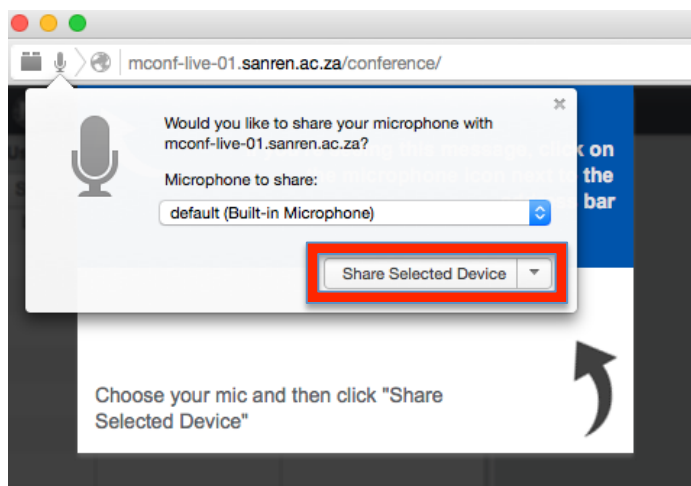 mconf-live-01.sanren.ac.za/conference/
Would you like to share your microphone with
mconf-live-01.sanren.ac.za?
Microphone to share:
default (Built-in Microphone)
Share Selected Device
click on
the
bar
Choose your mic and then click "Share
Selected Device"